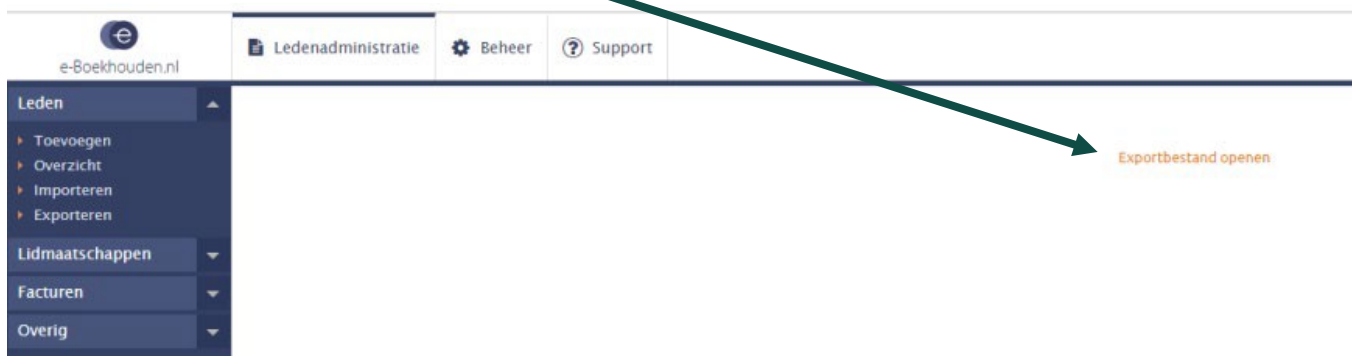 e-Boekhouden.nl
Ledenadministratie
Beheer
Support
Leden
Toevoegen
Overzicht
Importeren
Exporteren
Lidmaatschappen
Facturen
Overig
Exportbestand openen